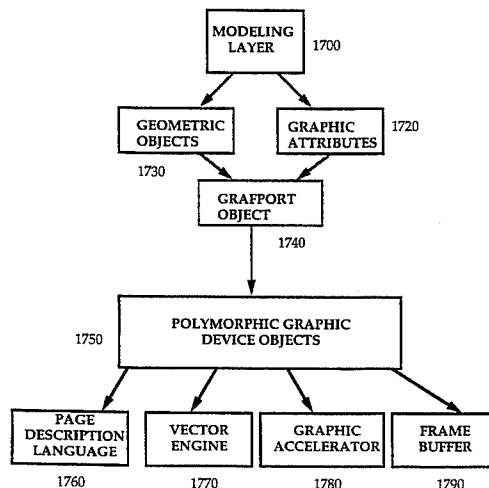 MODELING
LAYER
1700
GEOMETRIC
OBJECTS
GRAPHIC
ATTRIBUTES
1720
1730
GRAFPORT
OBJECT
1740
1750
POLYMORPHIC GRAPHIC
DEVICE OBJECTS
PAGE
DESCRIPTION
LANGUAGE
VECTOR
ENGINE
GRAPHIC
ACCELERATOR
FRAME
BUFFER
1760
1770
1780
1790